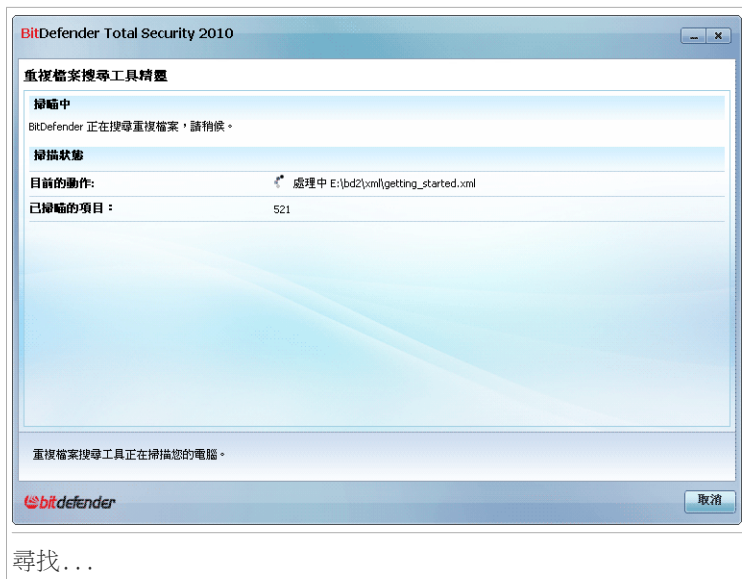 BitDefender Total Security 2010
重複檔案搜尋工具精靈
掃瞄中
BitDefender 正在搜尋重複檔案，請稍候。
掃描狀態
目前的動作: 處理中 E:\bd2\xml\getting_started.xml
已掃瞄的項目： 521
重複檔案搜尋工具正在掃描您的電腦。
bitdefender 取消
尋找...